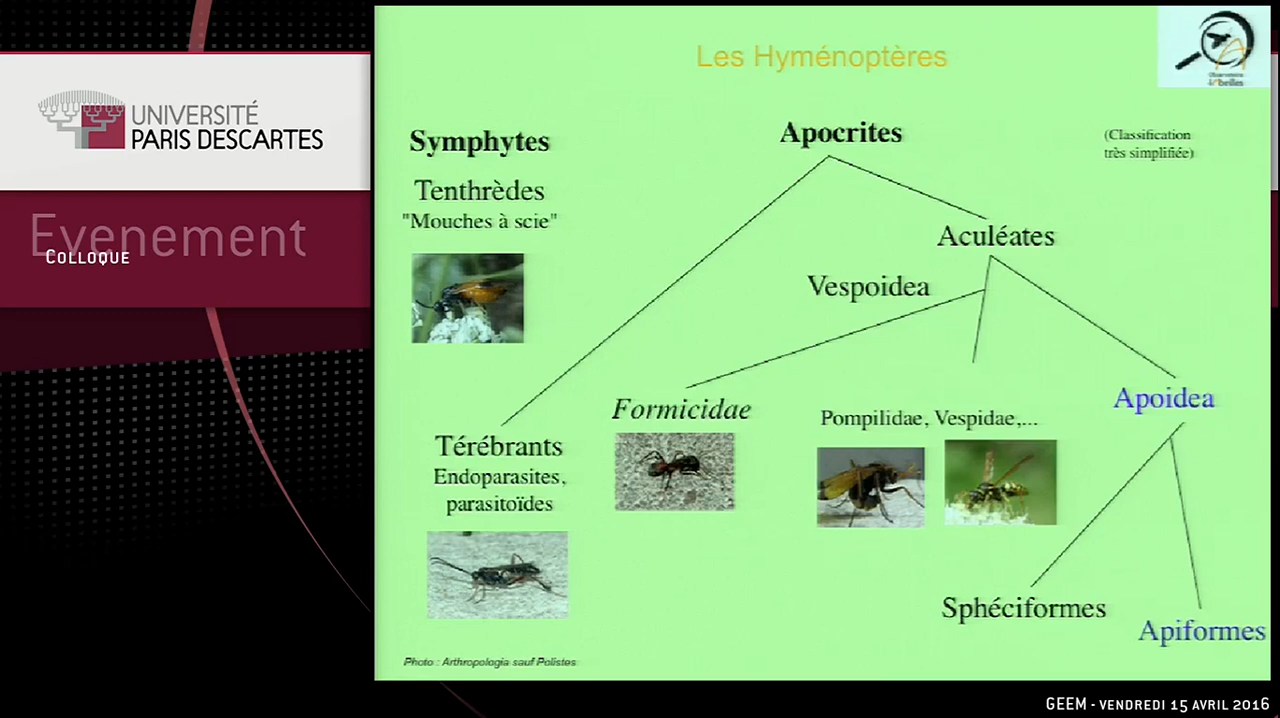 UNIVERSITÉ
PARIS DESCARTES
Evenement
COLLOQUE
Les Hyménoptères
Symphytes
Tenthrèdes
"Mouches à scie"
Apocrites
(Classification
très simplifiée)
Aculéates
Vespoidea
Formicidae
Pompilidae, Vespidae,...
Apoidea
Térébrants
Endoparasites,
parasitoïdes
Sphéciformes
Apiformes
Photo : Arthropologia sauf Polistes
GEEM - VENDREDI 15 AVRIL 2016